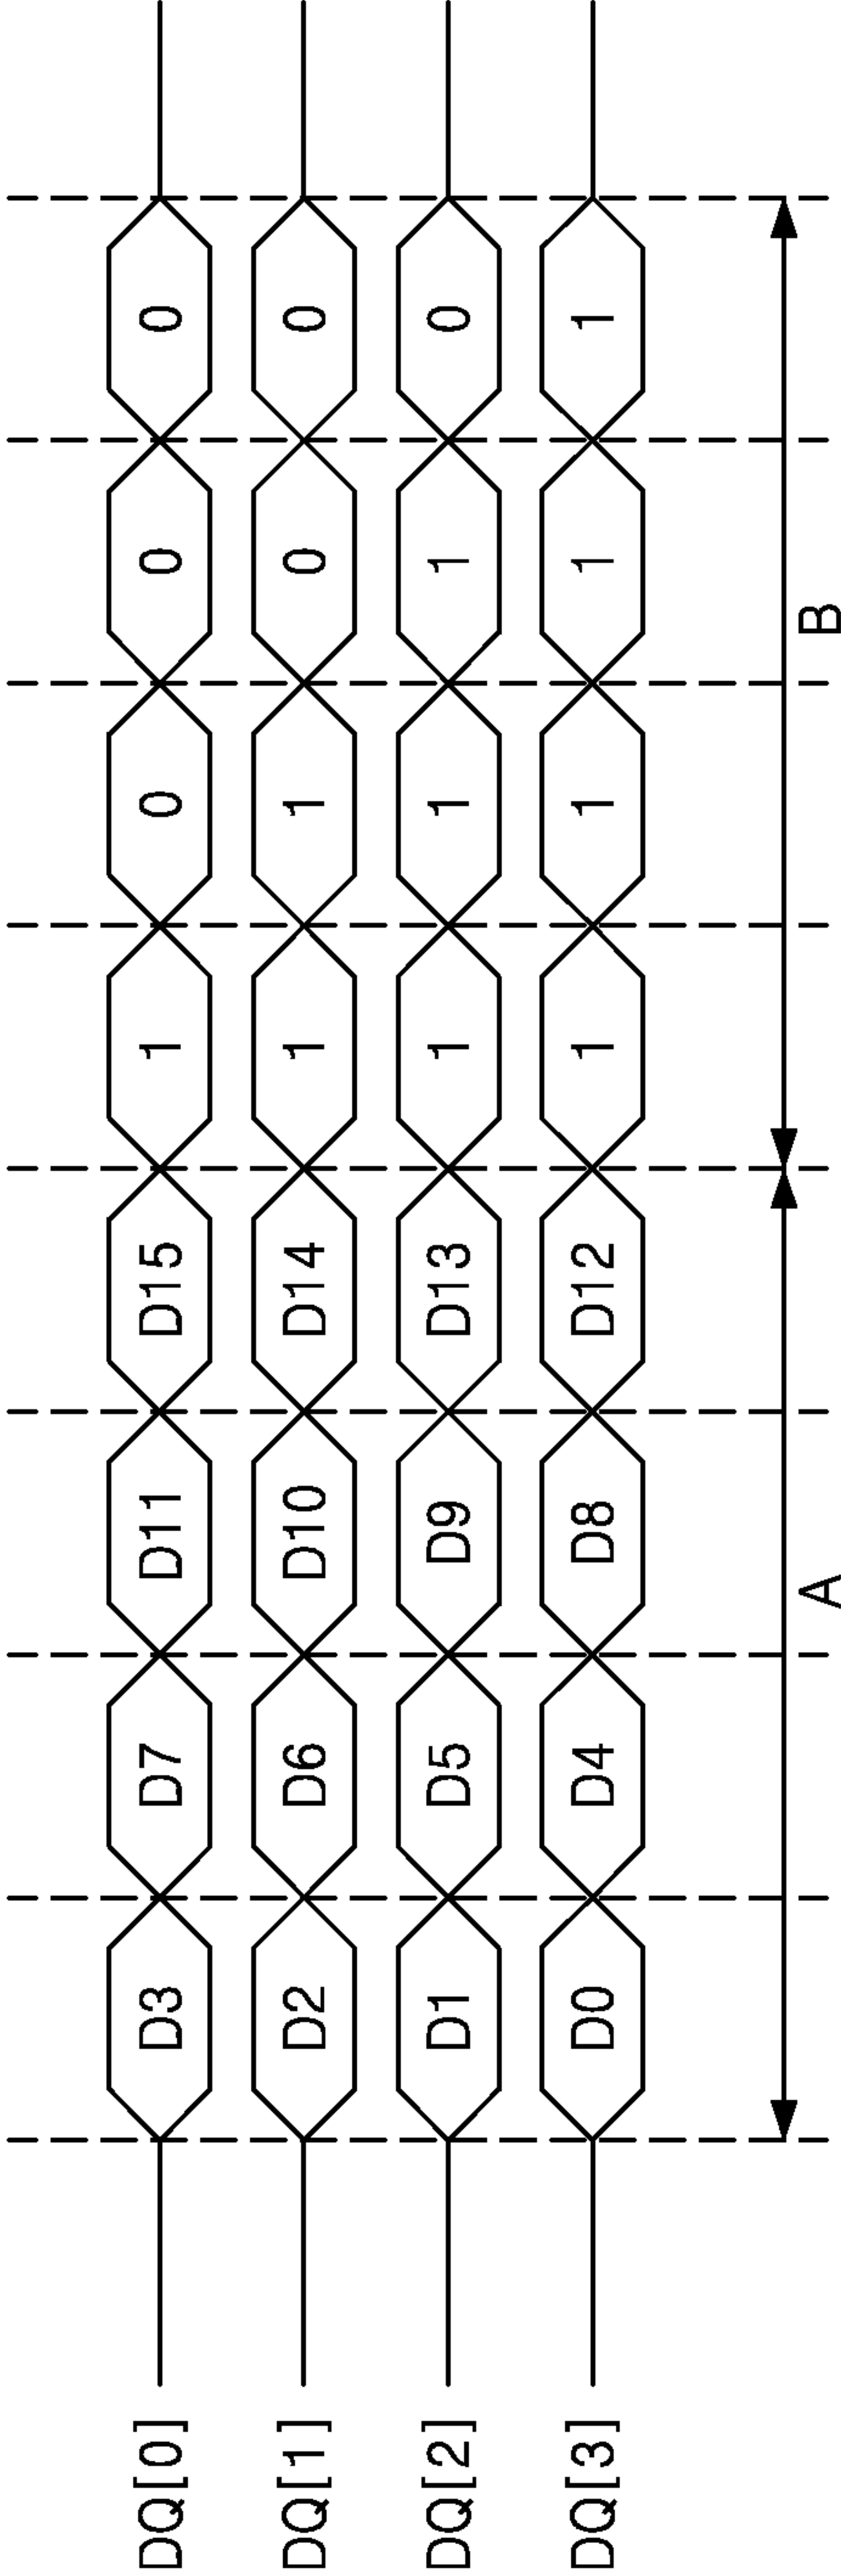 DQ[0] D3 D7 D11 D15 1 0 0 0
DQ[1] D2 D6 D10 D14 1 1 0 0
DQ[2] D1 D5 D9 D13 1 1 1 0
DQ[3] D0 D4 D8 D12 1 1 1 1
A B